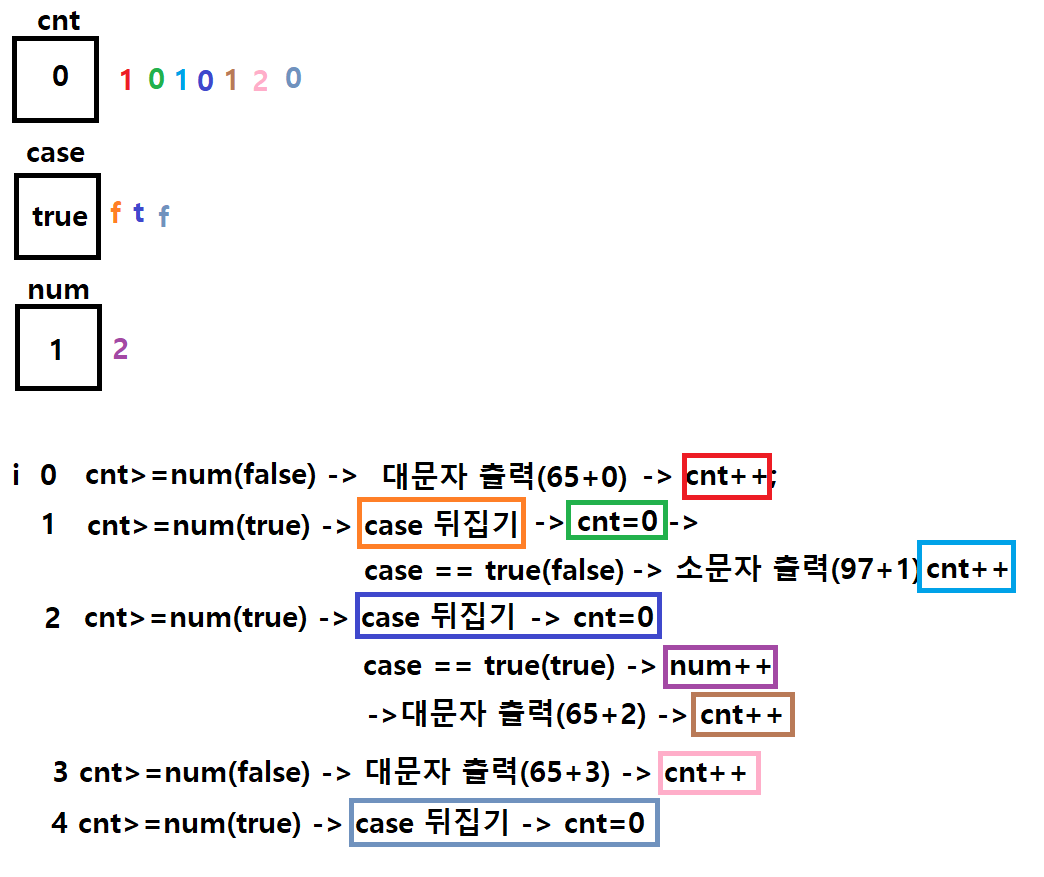 cnt
0 1 0 1 0 1 2 0
case
true f t f
num
1 2
i 0 cnt>=num(false) -> 대문자 출력(65+0) -> cnt++;
1 cnt>=num(true) -> case 뒤집기 -> cnt=0 ->
case == true(false) -> 소문자 출력(97+1) cnt++
2 cnt>=num(true) -> case 뒤집기 -> cnt=0
case == true(true) -> num++
->대문자 출력(65+2) -> cnt++
3 cnt>=num(false) -> 대문자 출력(65+3) -> cnt++
4 cnt>=num(true) -> case 뒤집기 -> cnt=0